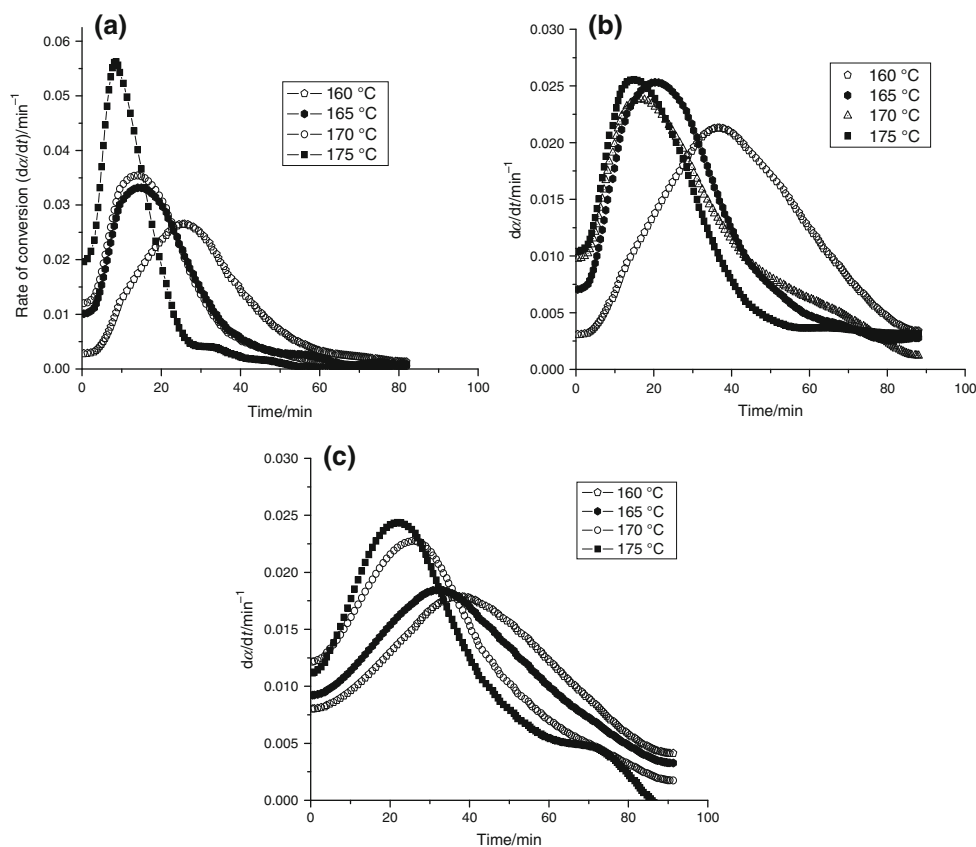 (a)
Rate of conversion (dα/dt)/min⁻¹
0.06
0.05
0.04
0.03
0.02
0.01
0.00
160 °C
165 °C
170 °C
175 °C
0 20 40 60 80 100
Time/min
(b)
dα/dt/min⁻¹
0.030
0.025
0.020
0.015
0.010
0.005
0.000
160 °C
165 °C
170 °C
175 °C
0 20 40 60 80 100
Time/min
(c)
dα/dt/min⁻¹
0.030
0.025
0.020
0.015
0.010
0.005
0.000
160 °C
165 °C
170 °C
175 °C
0 20 40 60 80 100
Time/min